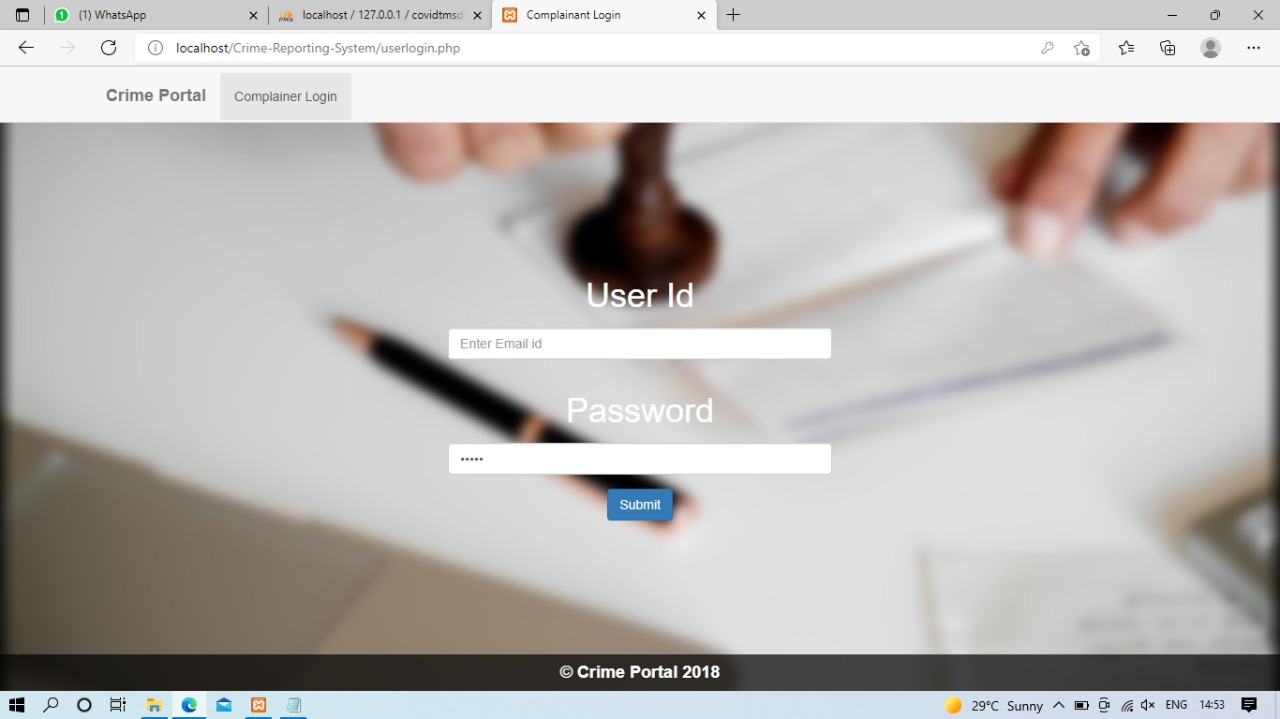 (1) WhatsApp
localhost / 127.0.0.1 / covidtmsd
Complainant Login
localhost/Crime-Reporting-System/userlogin.php
Crime Portal
Complainer Login
User Id
Enter Email id
Password
•••••
Submit
© Crime Portal 2018
29°C Sunny
ENG
14:53